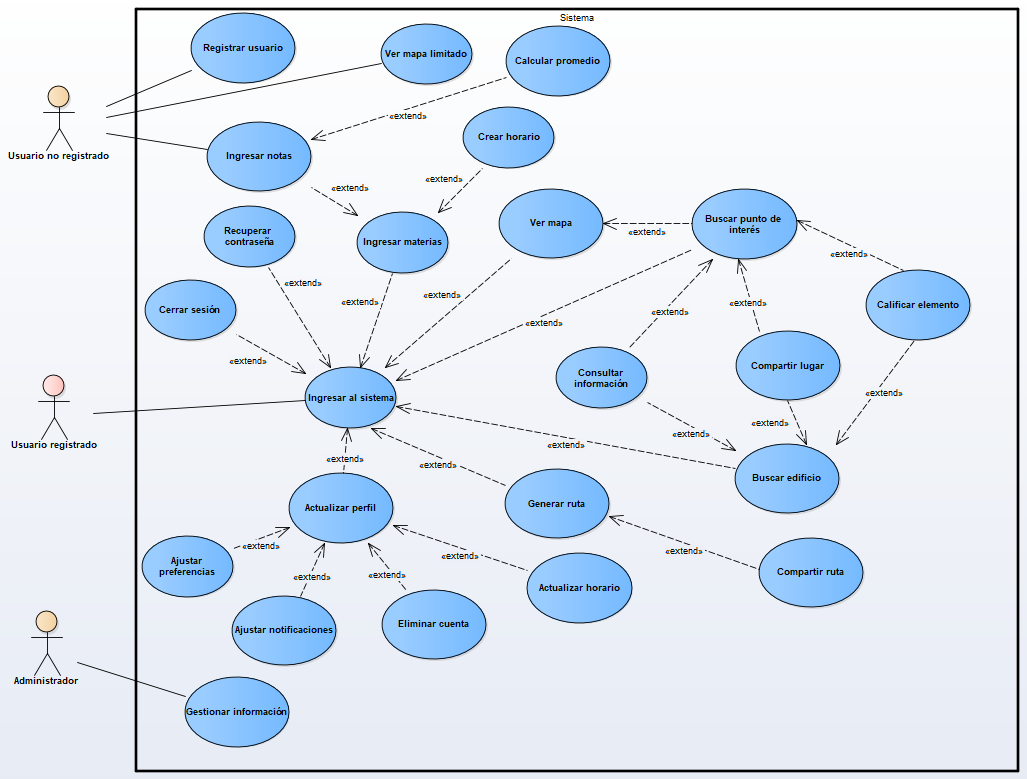 Sistema
Registrar usuario
Ver mapa limitado
Calcular promedio
«extend»
Usuario no registrado
Ingresar notas
Crear horario
«extend»
«extend»
Recuperar
contraseña
Ingresar materias
Ver mapa
Buscar punto de
interés
«extend»
«extend»
«extend»
«extend»
«extend»
Cerrar sesión
«extend»
«extend»
Calificar elemento
«extend»
«extend»
Consultar
información
Compartir lugar
Ingresar al sistema
«extend»
Usuario registrado
«extend»
«extend»
«extend»
«extend»
«extend»
Buscar edificio
Actualizar perfil
Generar ruta
«extend»
«extend»
«extend»
Ajustar
preferencias
«extend»
«extend»
Actualizar horario
Compartir ruta
Ajustar notificaciones
Eliminar cuenta
Administrador
Gestionar información